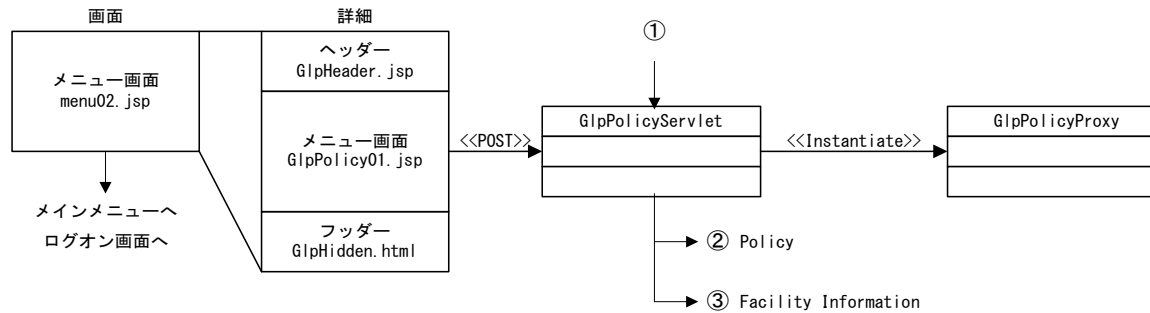 画面
詳細
メニュー画面
menu02.jsp
ヘッダー
GlpHeader.jsp
メニュー画面
GlpPolicy01.jsp
フッダー
GlpHidden.html
メインメニューへ
ログオン画面へ
<<POST>>
①
GlpPolicyServlet
<<Instantiate>>
GlpPolicyProxy
② Policy
③ Facility Information